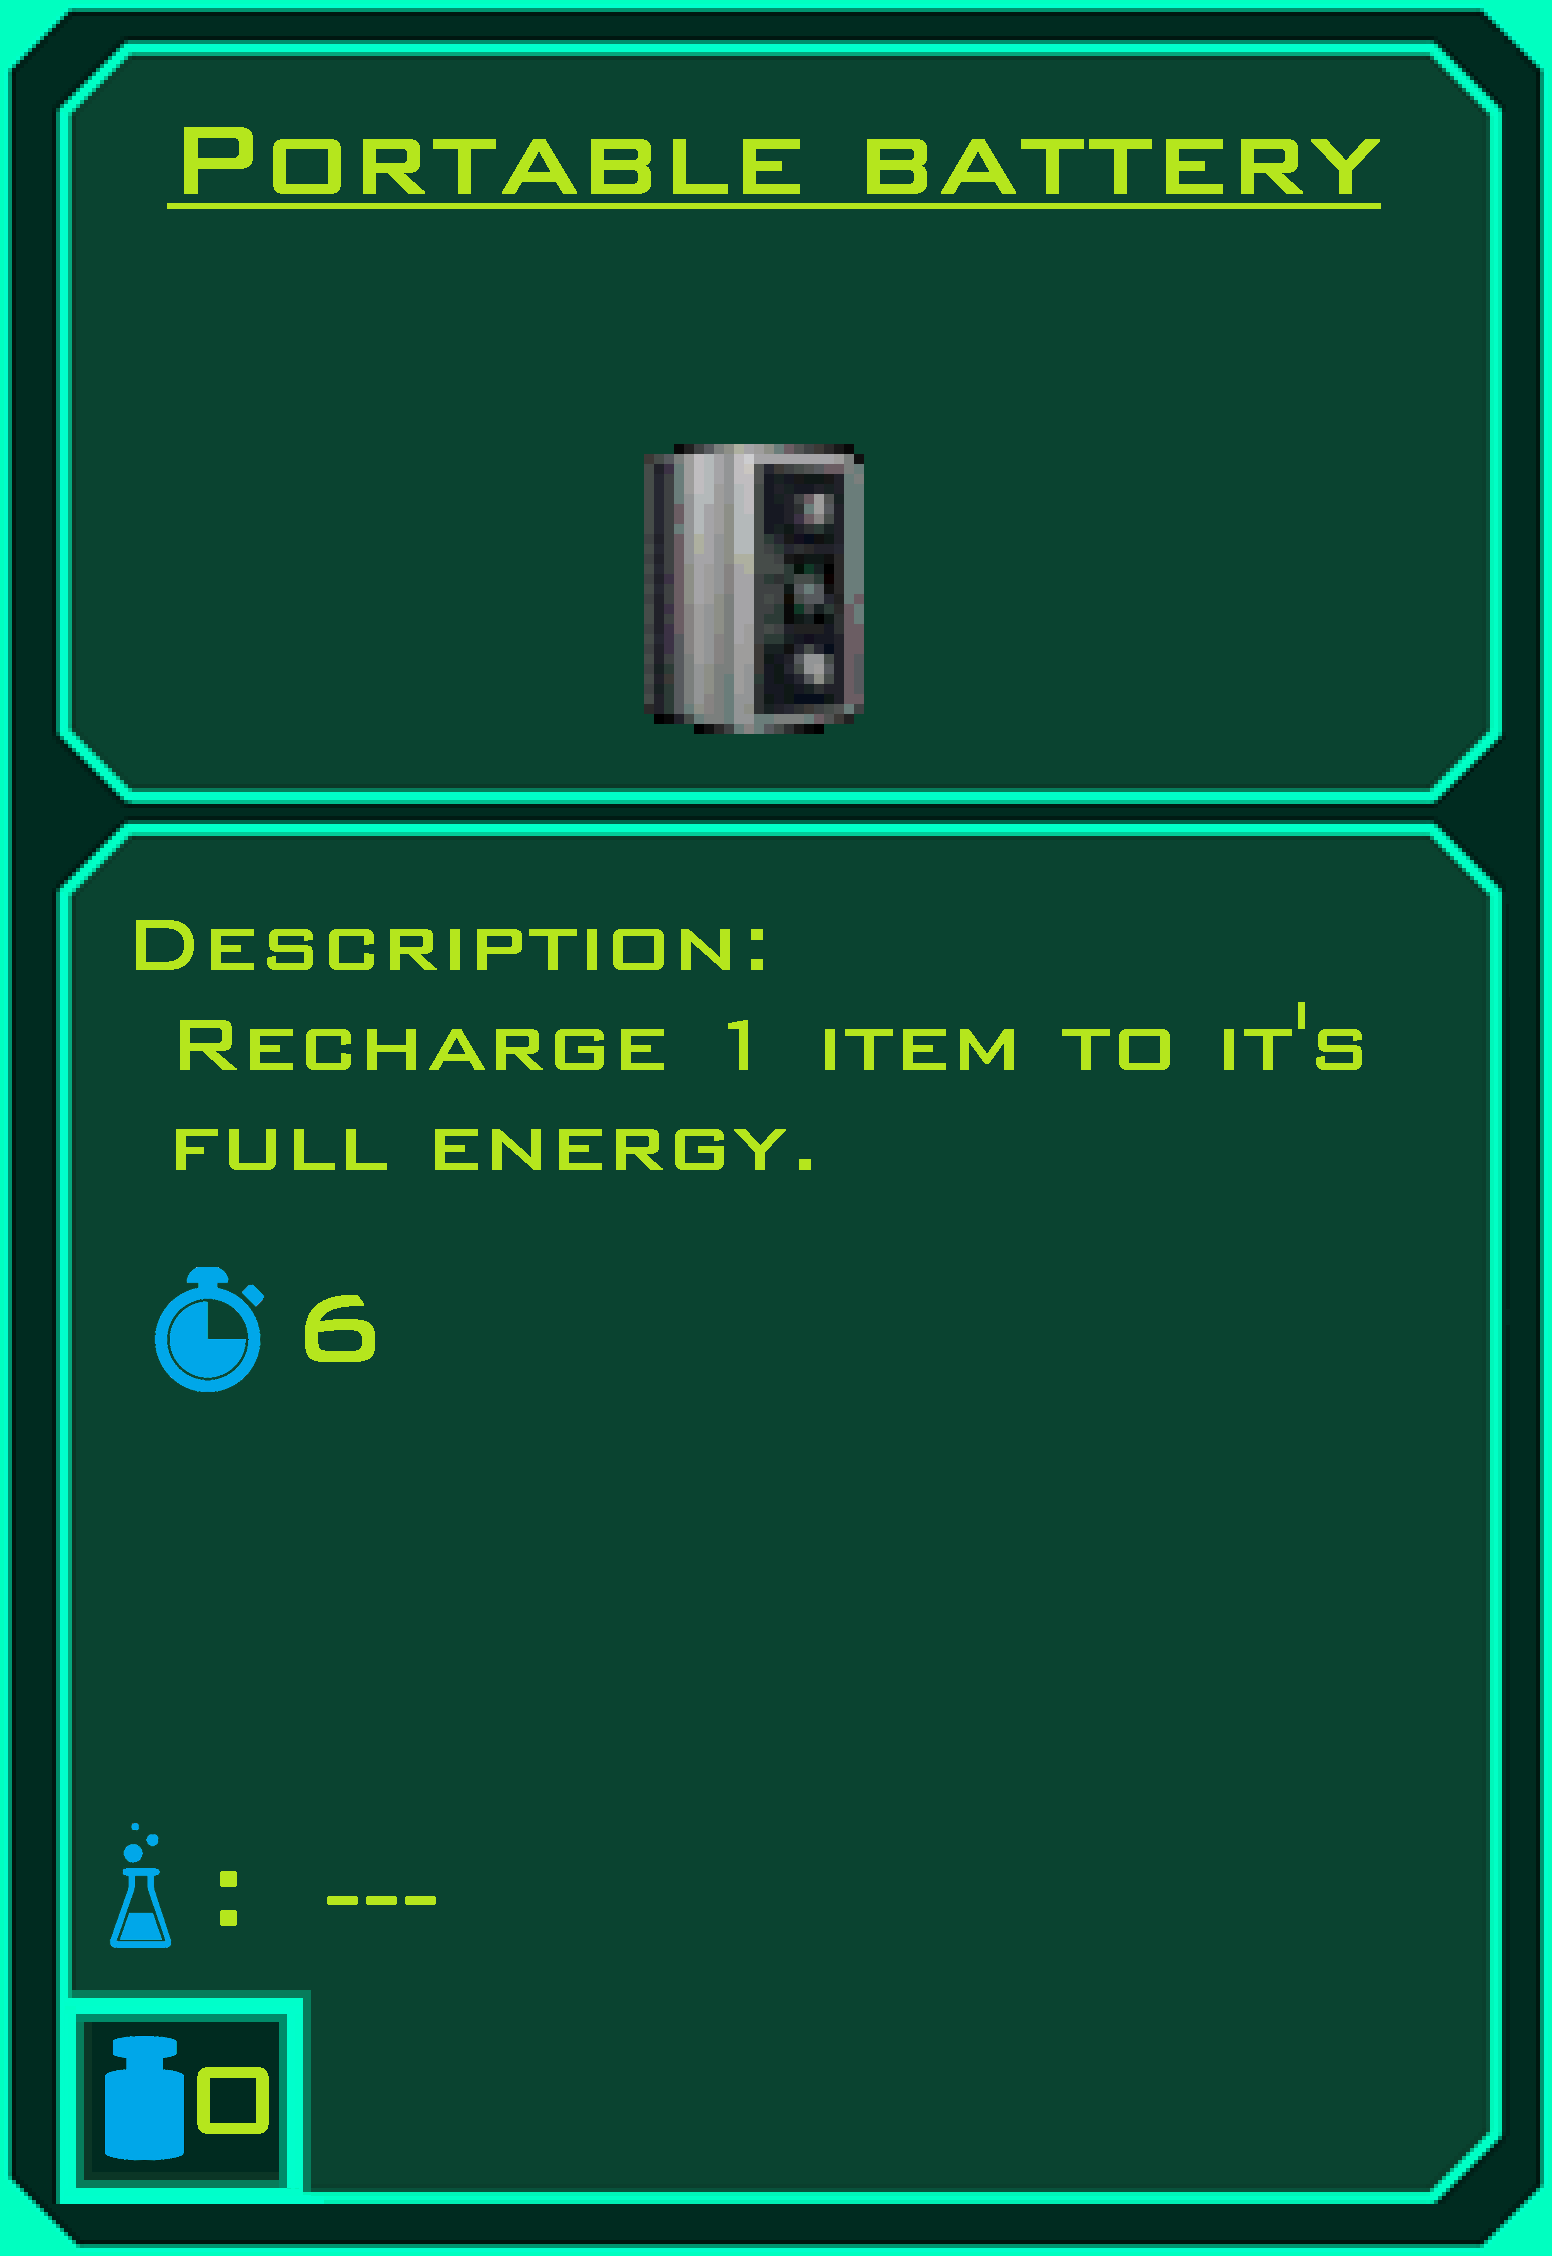 Portable battery
Description:
Recharge 1 item to it's
full energy.
6
: ---
0